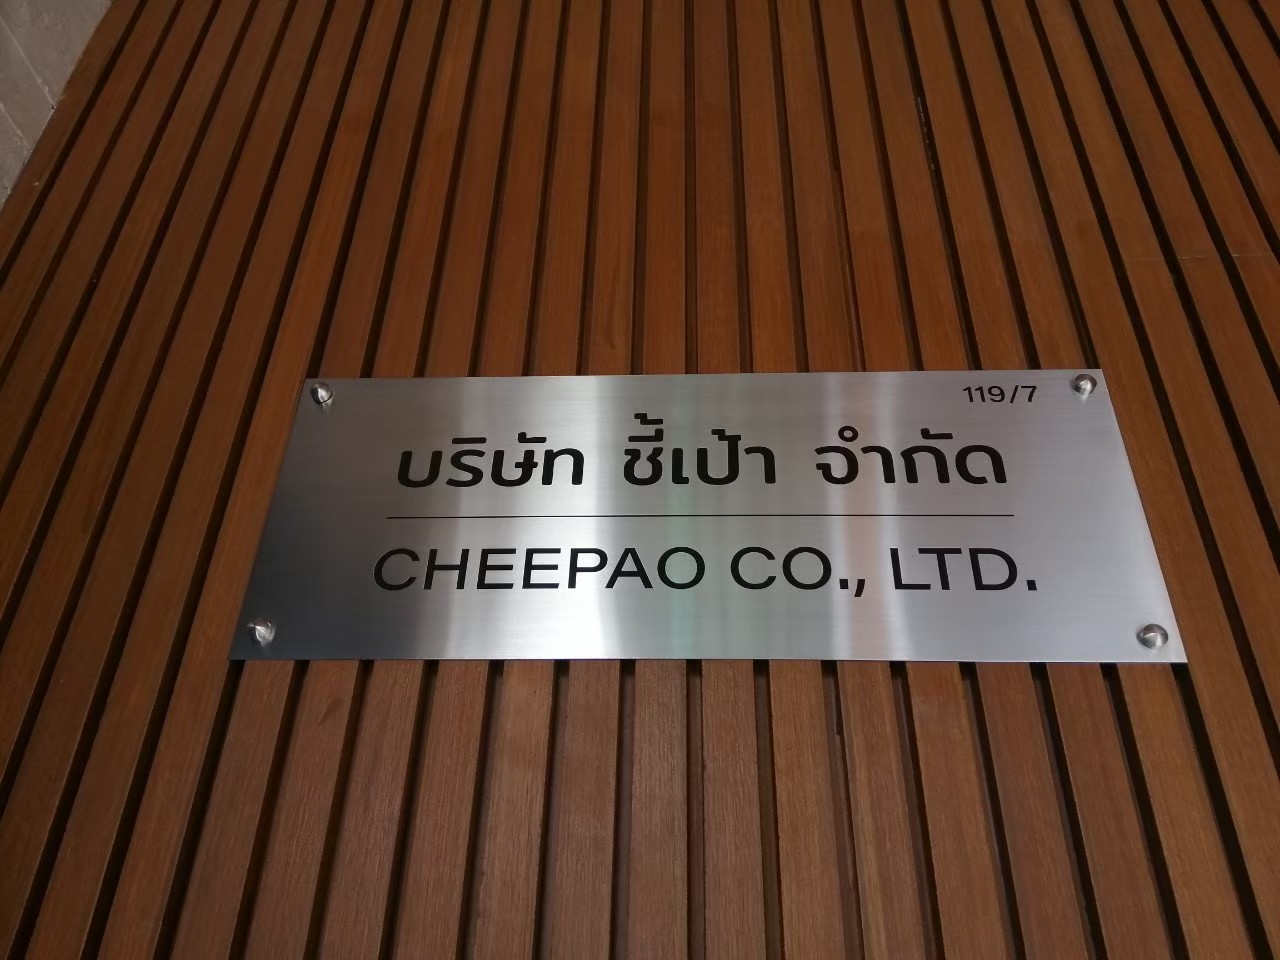 119/7
บริษัท ชี้เป้า จำกัด
CHEEPAO CO., LTD.